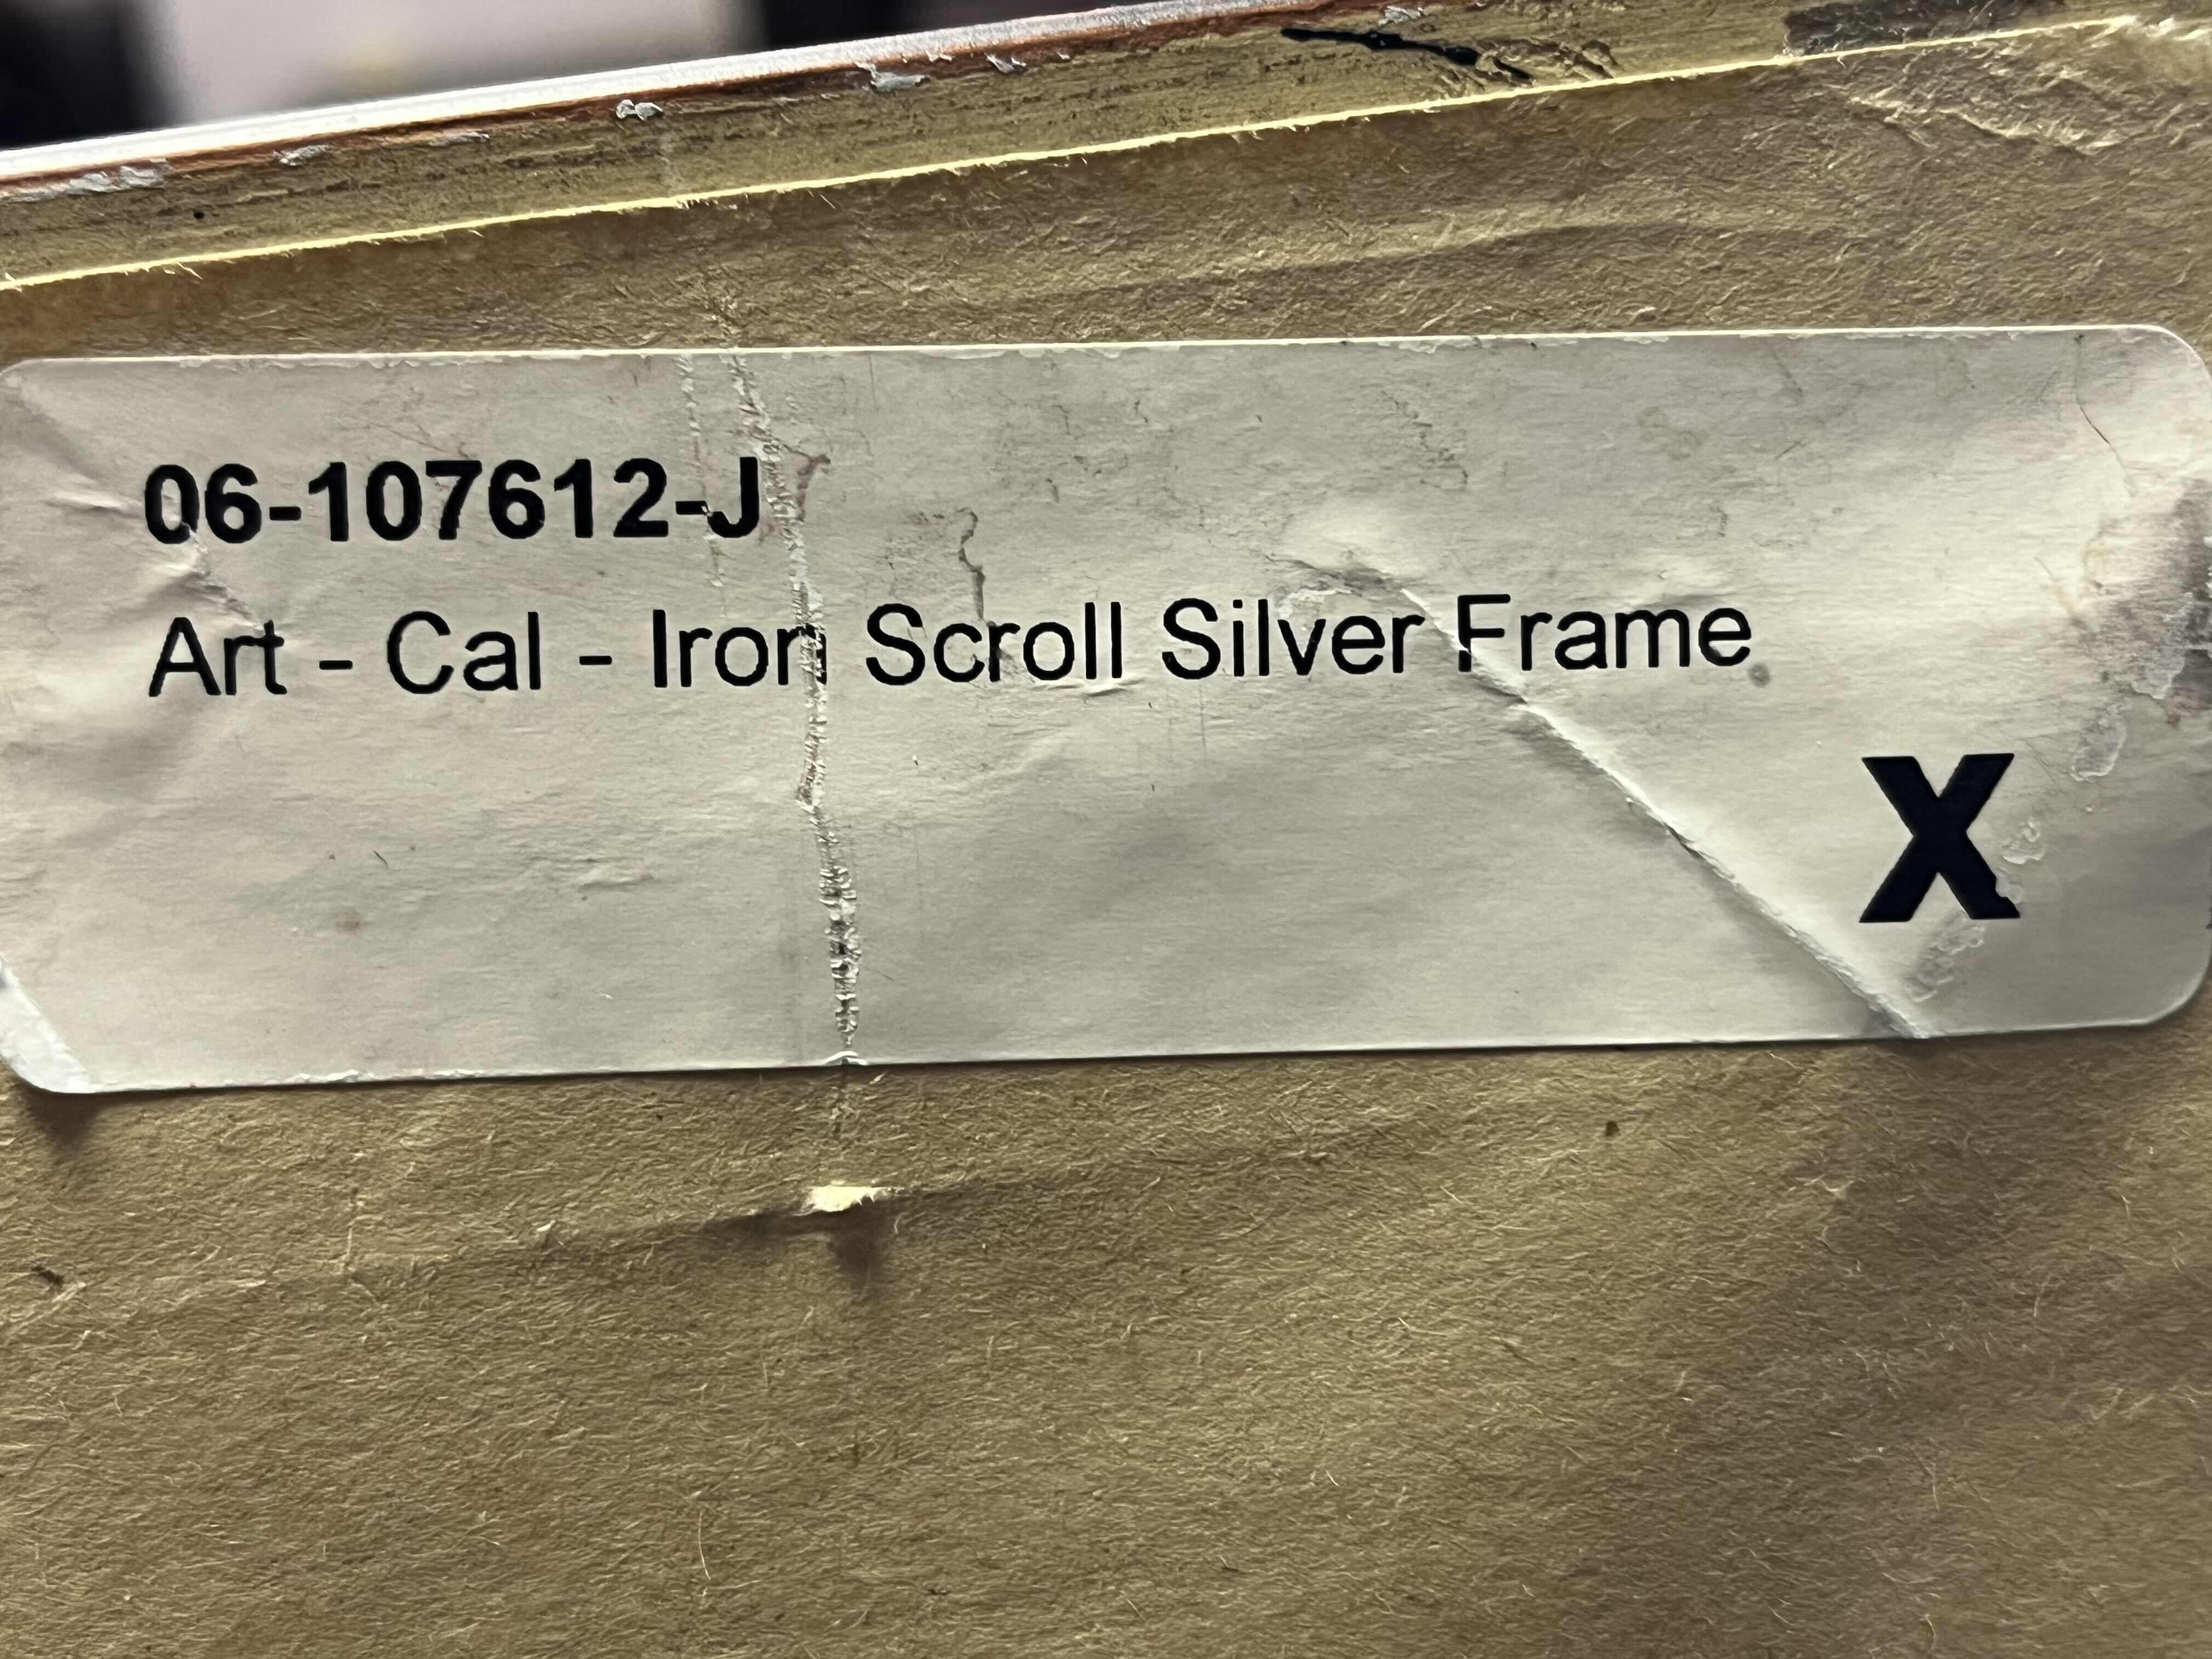 06-107612-J
Art - Cal - Iron Scroll Silver Frame
X